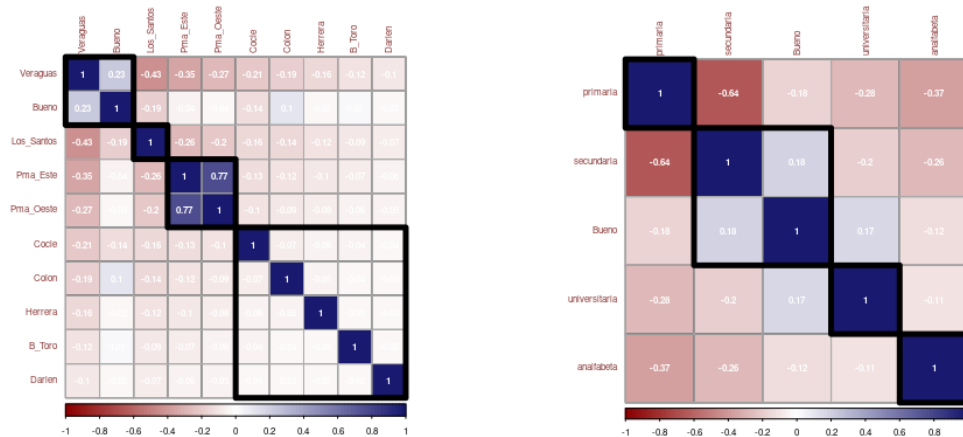 Veraguas Bueno Los_Santos Pma_Este Pma_Oeste Cocle Colon Herrera B_Toro Darien
Veraguas 1 0.23 -0.43 -0.35 -0.27 -0.21 -0.19 -0.16 -0.12 -0.1
Bueno 0.23 1 -0.19 -0.14 0.1
Los_Santos -0.43 -0.19 1 -0.26 -0.2 -0.16 -0.14 -0.12 -0.09 -0.07
Pma_Este -0.35 -0.26 1 0.77 -0.13 -0.12 -0.1 -0.07
Pma_Oeste -0.27 -0.2 0.77 1 -0.1 -0.09
Cocle -0.21 -0.14 -0.16 -0.13 -0.1 1 -0.07
Colon -0.19 0.1 -0.14 -0.12 -0.07 1
Herrera -0.16 -0.12 -0.1 1
B_Toro -0.12 -0.09 -0.07 1
Darien -0.1 -0.07 1
-1 -0.8 -0.6 -0.4 -0.2 0 0.2 0.4 0.6 0.8 1
primaria secundaria Bueno universitaria analfabeta
primaria 1 -0.64 -0.18 -0.28 -0.37
secundaria -0.64 1 0.18 -0.2 -0.26
Bueno -0.18 0.18 1 0.17 -0.12
universitaria -0.28 -0.2 0.17 1 -0.11
analfabeta -0.37 -0.26 -0.12 -0.11 1
-1 -0.8 -0.6 -0.4 -0.2 0 0.2 0.4 0.6 0.8